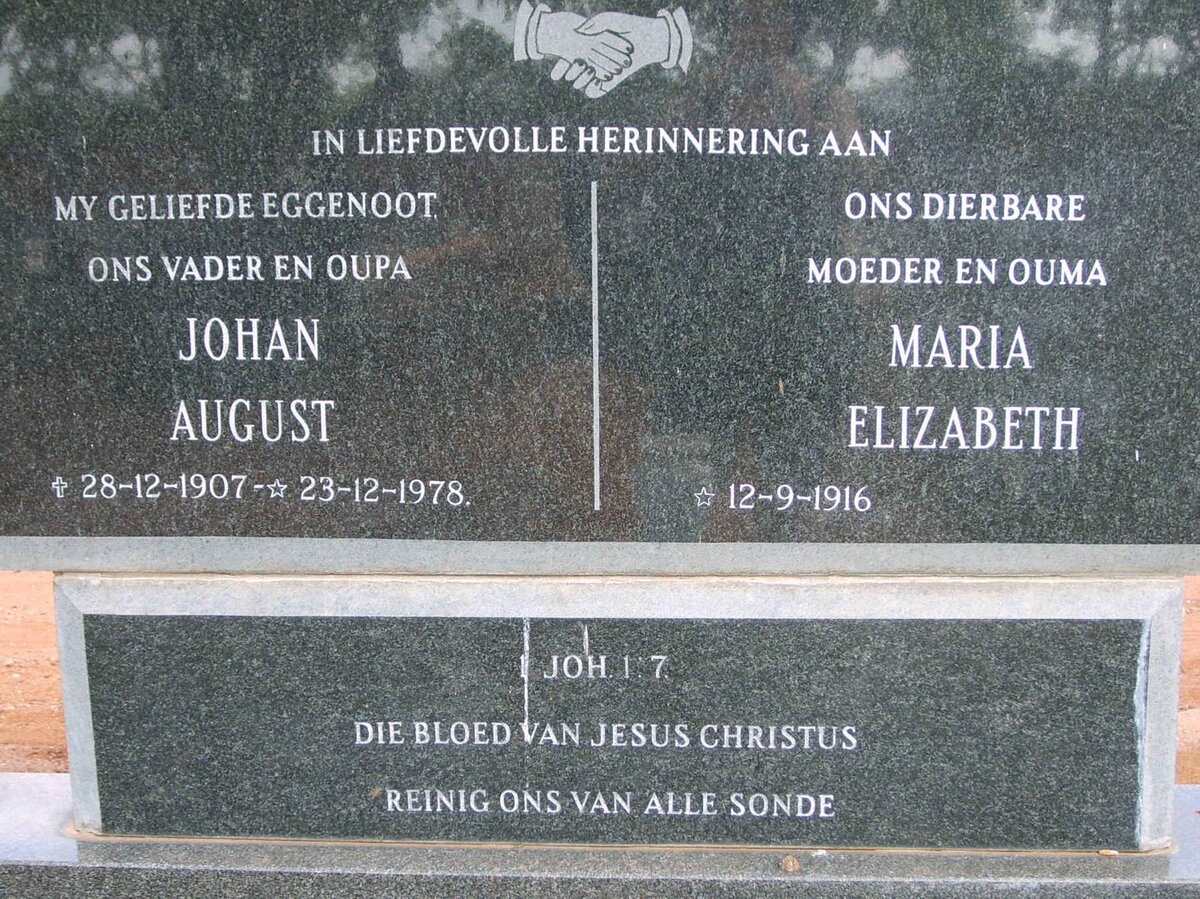 IN LIEFDEVOLLE HERINNERING AAN
MY GELIEFDE EGGENOOT,
ONS VADER EN OUPA
JOHAN
AUGUST
✝ 28-12-1907-☆ 23-12-1978.
ONS DIERBARE
MOEDER EN OUMA
MARIA
ELIZABETH
☆ 12-9-1916
1 JOH. 1:7.
DIE BLOED VAN JESUS CHRISTUS
REINIG ONS VAN ALLE SONDE